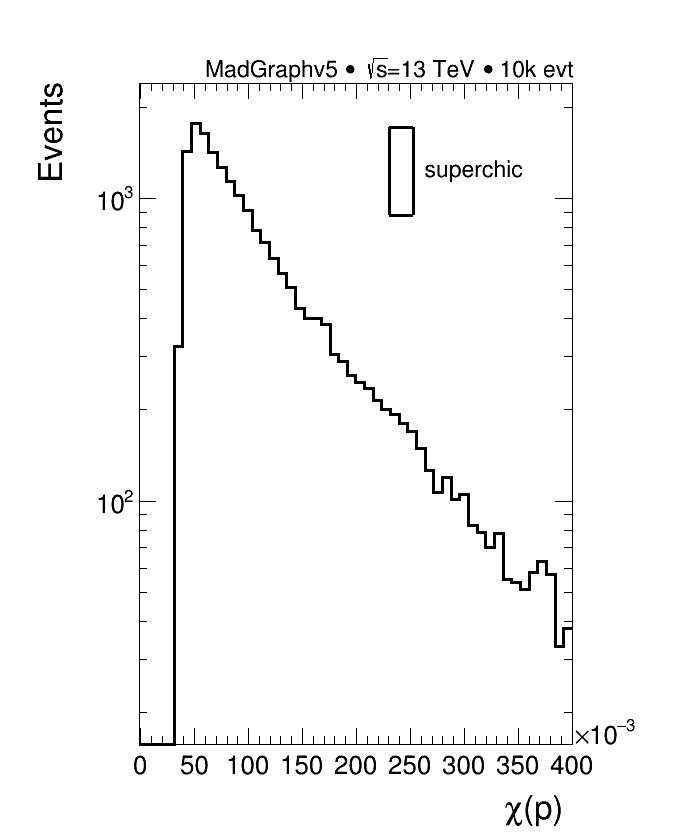 MadGraphv5 • √s=13 TeV • 10k evt
Events
superchic
10³
10²
×10⁻³
0 50 100 150 200 250 300 350 400
χ(p)